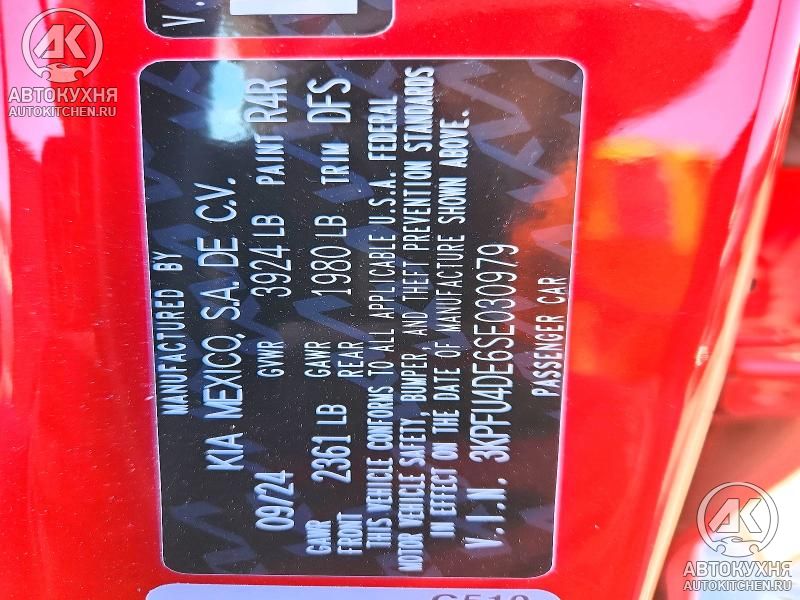 MANUFACTURED BY
KIA MEXICO, S.A. DE C.V.
09/24 GVWR 3924 LB PAINT R4R
GAWR FRONT 2361 LB GAWR REAR 1980 LB TRIM DFS
THIS VEHICLE CONFORMS TO ALL APPLICABLE U.S.A. FEDERAL
MOTOR VEHICLE SAFETY, BUMPER, AND THEFT PREVENTION STANDARDS
IN EFFECT ON THE DATE OF MANUFACTURE SHOWN ABOVE.
V.I.N. 3KPFU4DE6SE030979
PASSENGER CAR
AK
АВТОКУХНЯ
AUTOKITCHEN.RU
AK
АВТОКУХНЯ
AUTOKITCHEN.RU